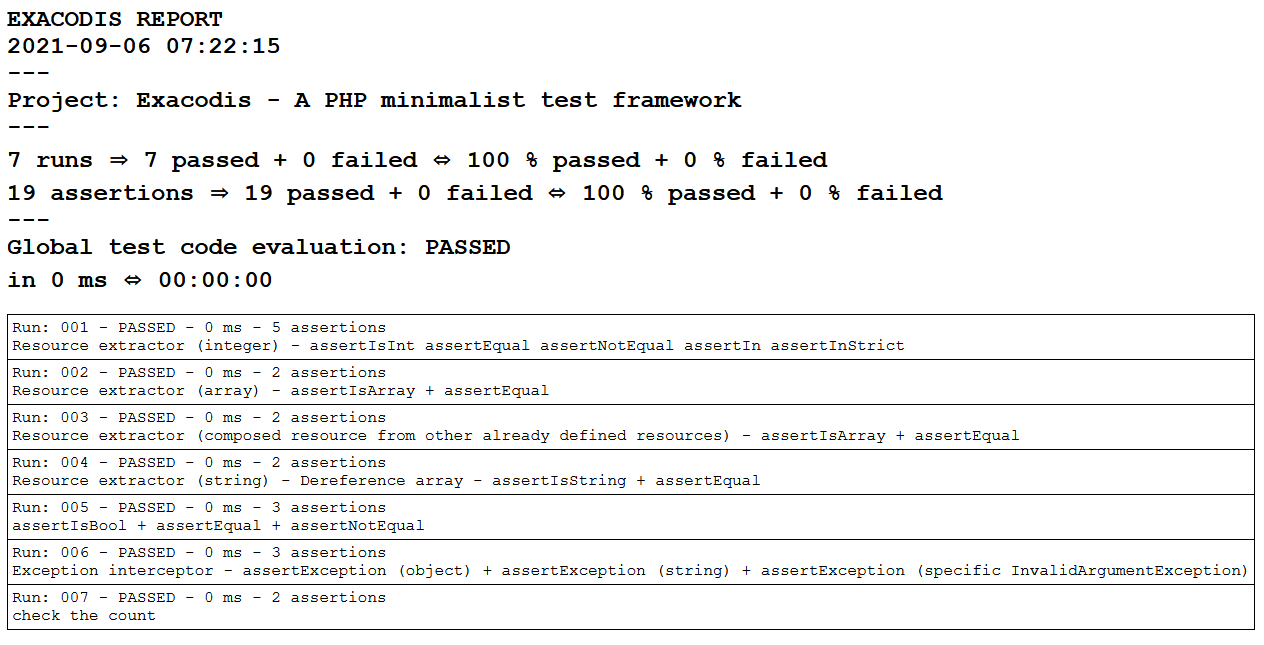 EXACODIS REPORT
2021-09-06 07:22:15
---
Project: Exacodis - A PHP minimalist test framework
---
7 runs ⇒ 7 passed + 0 failed ⇔ 100 % passed + 0 % failed
19 assertions ⇒ 19 passed + 0 failed ⇔ 100 % passed + 0 % failed
---
Global test code evaluation: PASSED
in 0 ms ⇔ 00:00:00
Run: 001 - PASSED - 0 ms - 5 assertions
Resource extractor (integer) - assertIsInt assertEqual assertNotEqual assertIn assertInStrict
Run: 002 - PASSED - 0 ms - 2 assertions
Resource extractor (array) - assertIsArray + assertEqual
Run: 003 - PASSED - 0 ms - 2 assertions
Resource extractor (composed resource from other already defined resources) - assertIsArray + assertEqual
Run: 004 - PASSED - 0 ms - 2 assertions
Resource extractor (string) - Dereference array - assertIsString + assertEqual
Run: 005 - PASSED - 0 ms - 3 assertions
assertIsBool + assertEqual + assertNotEqual
Run: 006 - PASSED - 0 ms - 3 assertions
Exception interceptor - assertException (object) + assertException (string) + assertException (specific InvalidArgumentException)
Run: 007 - PASSED - 0 ms - 2 assertions
check the count